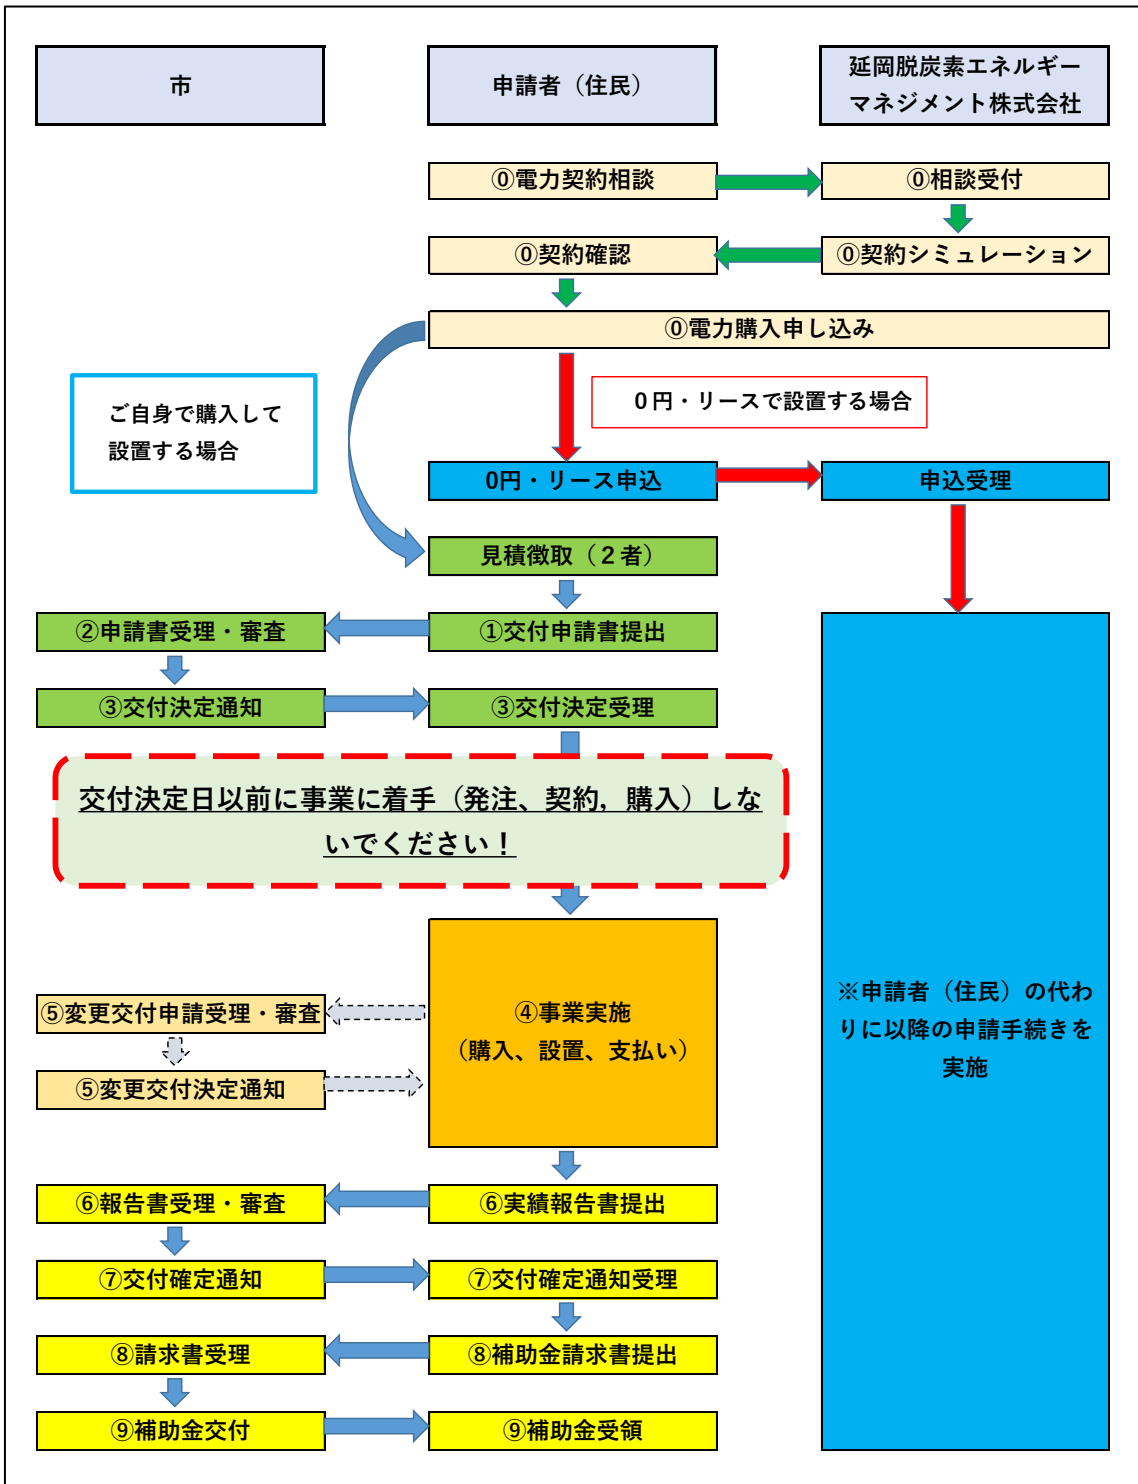 市
申請者（住民）
延岡脱炭素エネルギー
マネジメント株式会社
⓪電力契約相談
⓪相談受付
⓪契約確認
⓪契約シミュレーション
⓪電力購入申し込み
ご自身で購入して
設置する場合
０円・リースで設置する場合
0円・リース申込
申込受理
見積徴取（２者）
②申請書受理・審査
①交付申請書提出
③交付決定通知
③交付決定受理
交付決定日以前に事業に着手（発注、契約，購入）しな
いでください！
④事業実施
（購入、設置、支払い）
⑤変更交付申請受理・審査
⑤変更交付決定通知
※申請者（住民）の代わ
りに以降の申請手続きを
実施
⑥報告書受理・審査
⑥実績報告書提出
⑦交付確定通知
⑦交付確定通知受理
⑧請求書受理
⑧補助金請求書提出
⑨補助金交付
⑨補助金受領